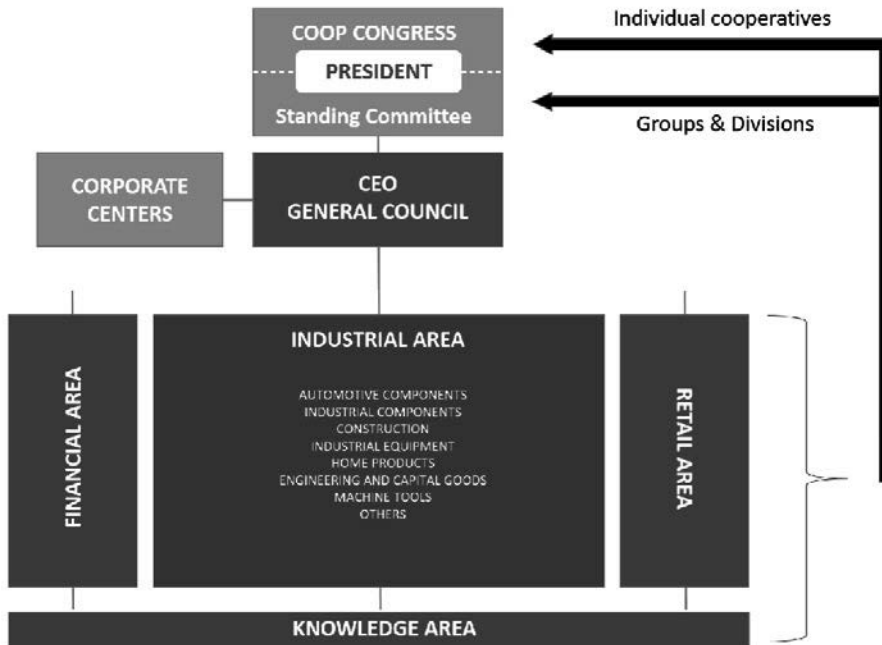 COOP CONGRESS
PRESIDENT
Standing Committee
Individual cooperatives
Groups & Divisions
CORPORATE
CENTERS
CEO
GENERAL COUNCIL
FINANCIAL AREA
INDUSTRIAL AREA
AUTOMOTIVE COMPONENTS
INDUSTRIAL COMPONENTS
CONSTRUCTION
INDUSTRIAL EQUIPMENT
HOME PRODUCTS
ENGINEERING AND CAPITAL GOODS
MACHINE TOOLS
OTHERS
RETAIL AREA
KNOWLEDGE AREA